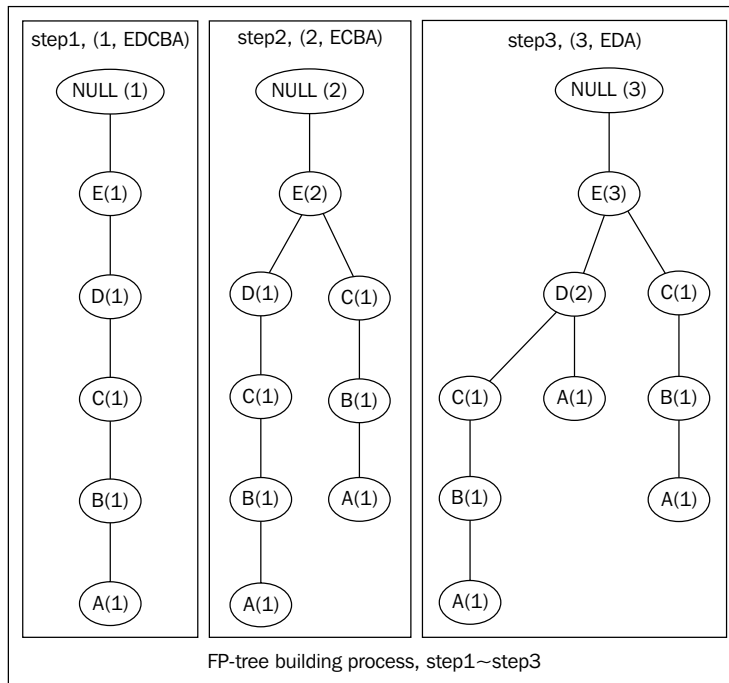 step1, (1, EDCBA)
NULL (1)
E(1)
D(1)
C(1)
B(1)
A(1)
step2, (2, ECBA)
NULL (2)
E(2)
D(1)
C(1)
C(1)
B(1)
B(1)
A(1)
A(1)
step3, (3, EDA)
NULL (3)
E(3)
D(2)
C(1)
C(1)
A(1)
B(1)
B(1)
A(1)
A(1)
FP-tree building process, step1~step3